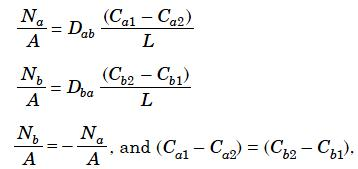 N_a/A = D_ab (C_a1 – C_a2)/L
N_b/A = D_ba (C_b2 – C_b1)/L
N_b/A = – N_a/A, and (C_a1 – C_a2) = (C_b2 – C_b1).